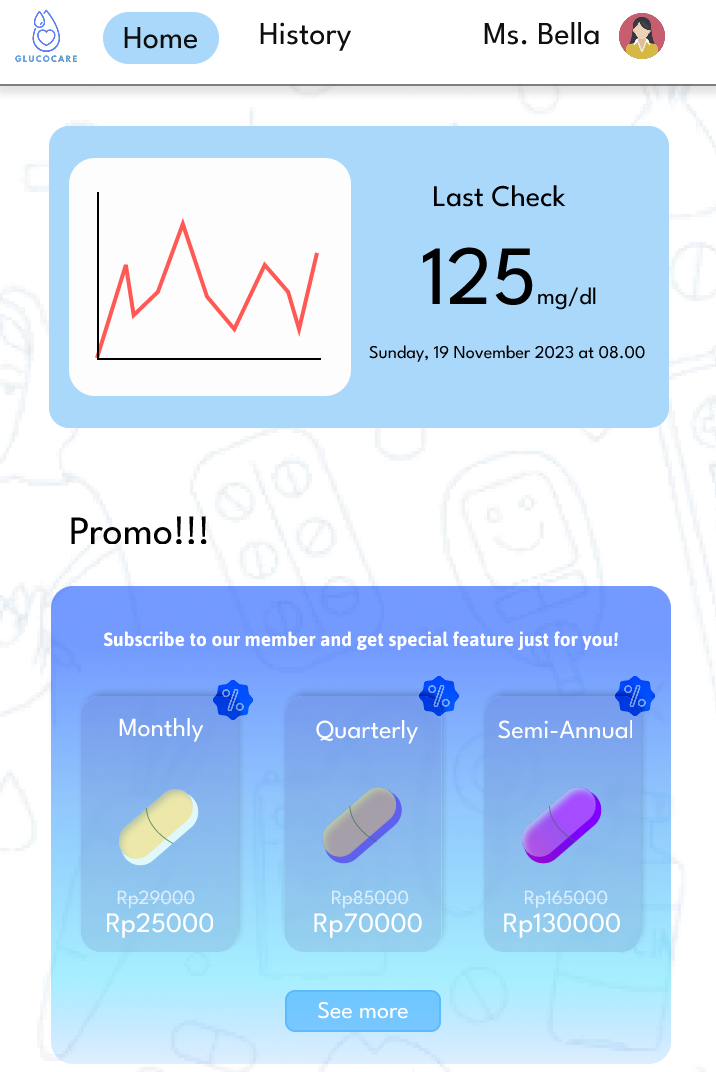 GLUCOCARE
Home
History
Ms. Bella
Last Check
125 mg/dl
Sunday, 19 November 2023 at 08.00
Promo!!!
Subscribe to our member and get special feature just for you!
%
Monthly
Rp29000
Rp25000
%
Quarterly
Rp85000
Rp70000
%
Semi-Annual
Rp165000
Rp130000
See more